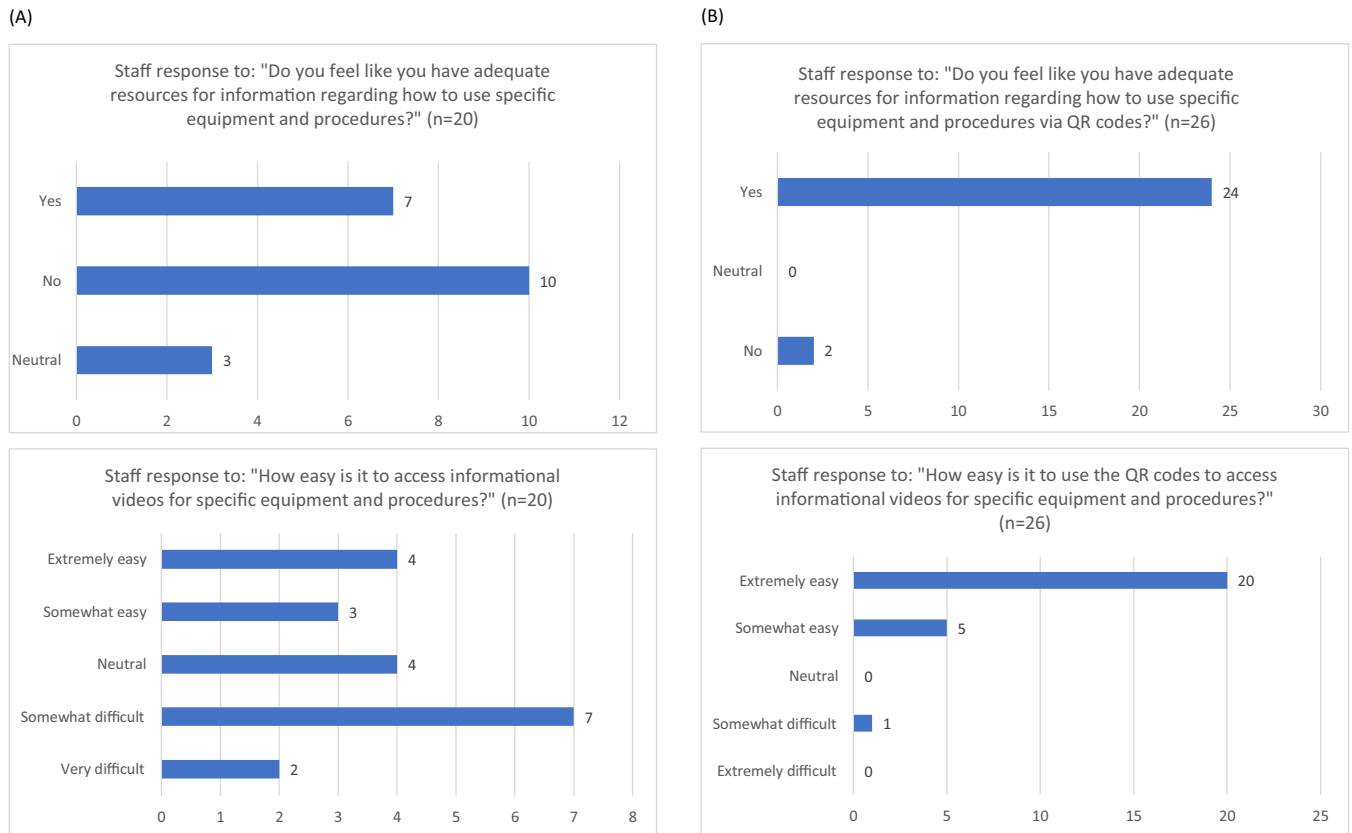 (A)
Staff response to: "Do you feel like you have adequate
resources for information regarding how to use specific
equipment and procedures?" (n=20)
Yes
7
No
10
Neutral
3
0 2 4 6 8 10 12
Staff response to: "How easy is it to access informational
videos for specific equipment and procedures?" (n=20)
Extremely easy
4
Somewhat easy
3
Neutral
4
Somewhat difficult
7
Very difficult
2
0 1 2 3 4 5 6 7 8
(B)
Staff response to: "Do you feel like you have adequate
resources for information regarding how to use specific
equipment and procedures via QR codes?" (n=26)
Yes
24
Neutral
0
No
2
0 5 10 15 20 25 30
Staff response to: "How easy is it to use the QR codes to access
informational videos for specific equipment and procedures?"
(n=26)
Extremely easy
20
Somewhat easy
5
Neutral
0
Somewhat difficult
1
Extremely difficult
0
0 5 10 15 20 25